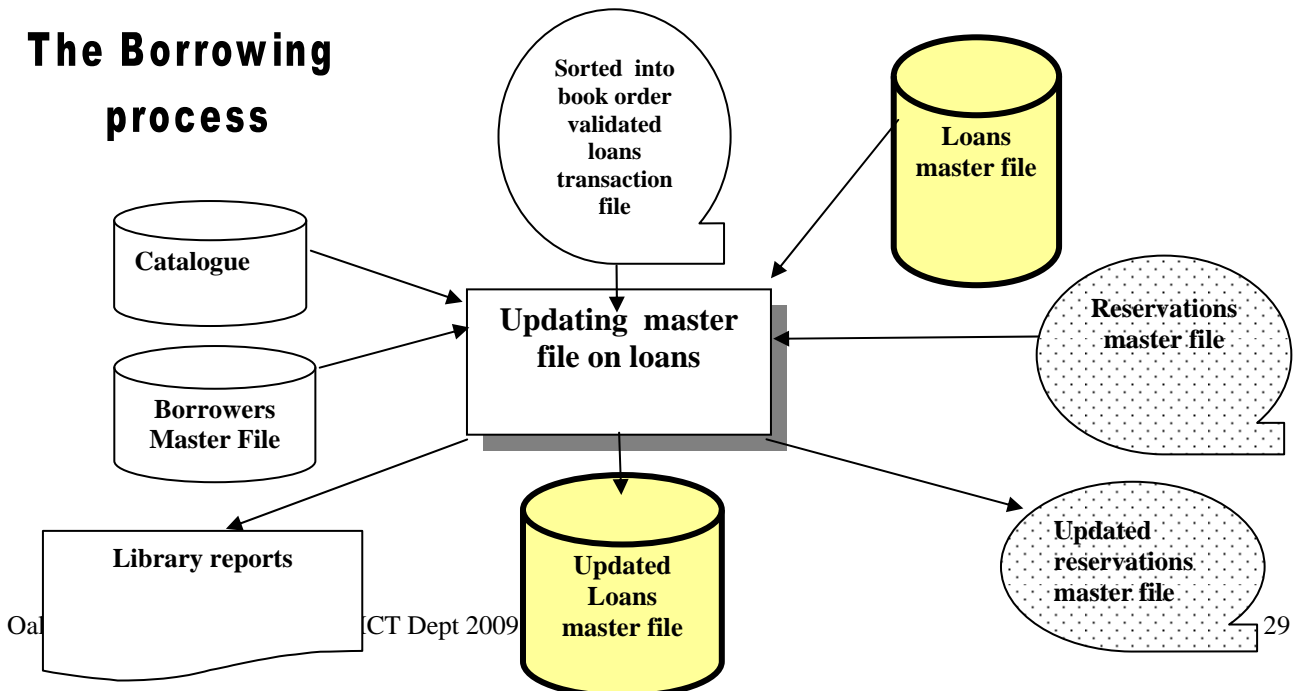 The Borrowing
process
Sorted into
book order
validated
loans
transaction
file
Loans
master file
Catalogue
Reservations
master file
Updating master
file on loans
Borrowers
Master File
Library reports
Updated
Loans
master file
Updated
reservations
master file
CT Dept 2009
29